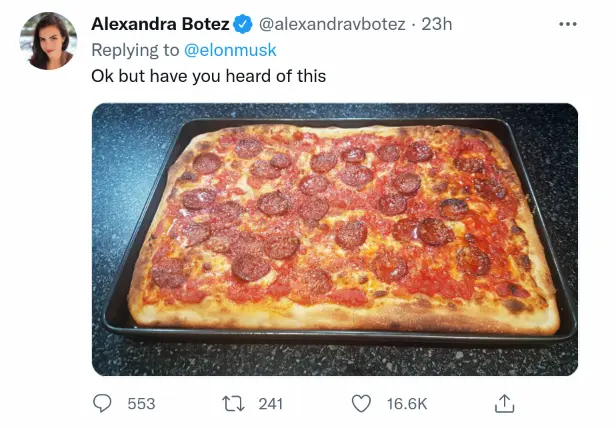 Alexandra Botez @alexandravbotez · 23h
Replying to @elonmusk
Ok but have you heard of this
553 241 16.6K